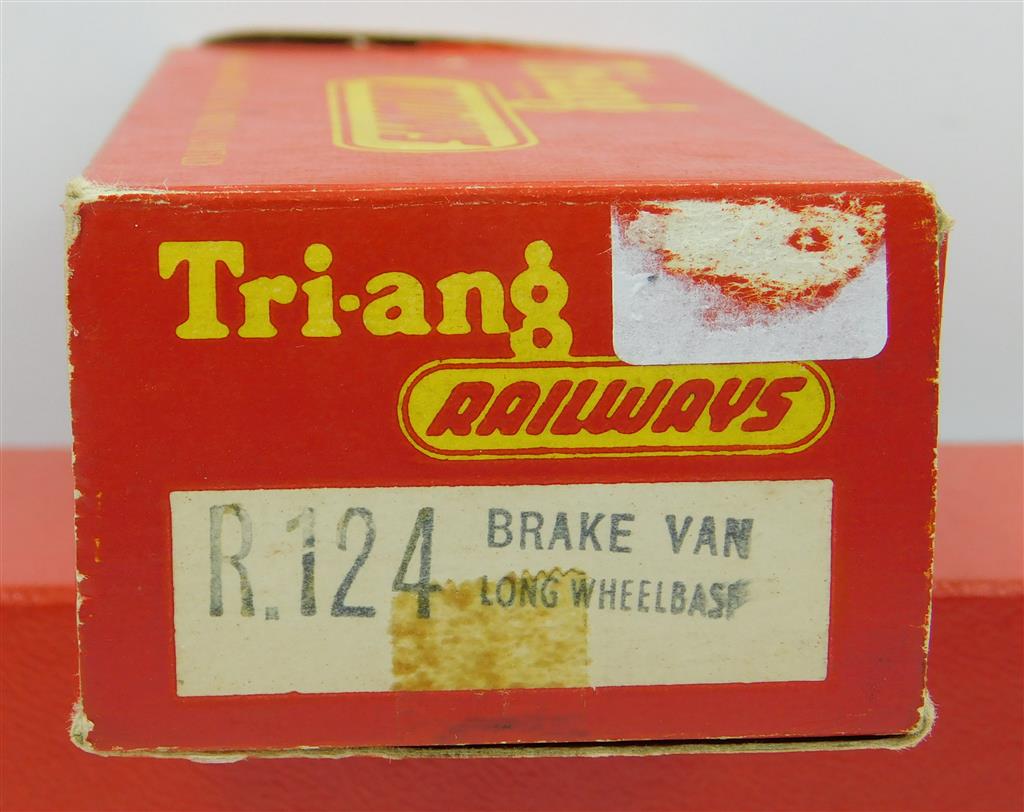 Tri-ang
RAILWAYS
R.124
BRAKE VAN
LONG WHEELBASE